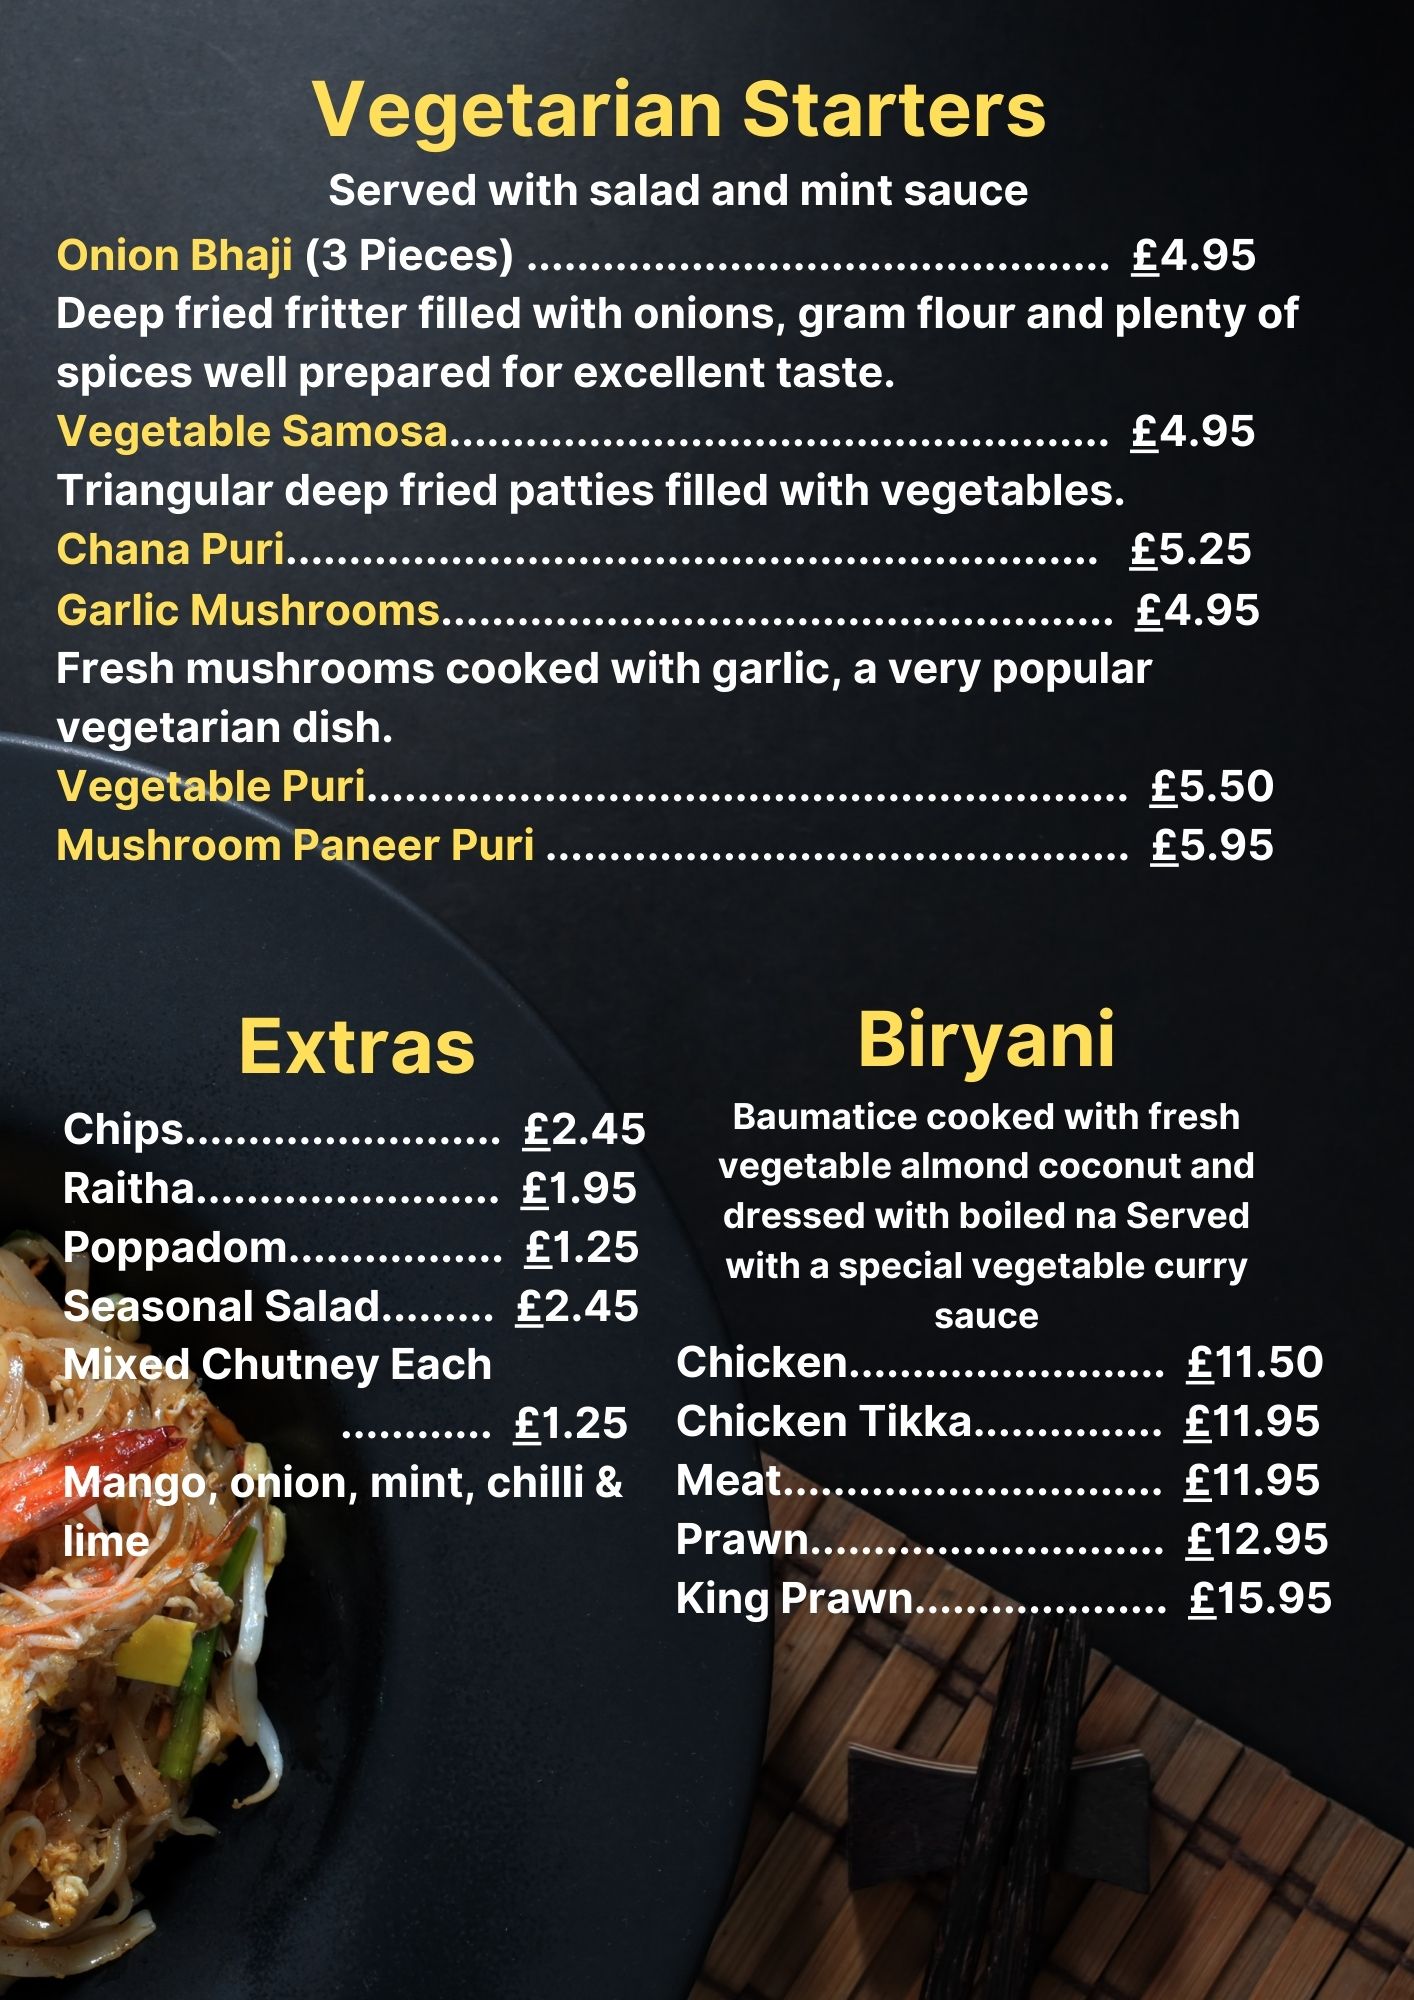 Vegetarian Starters
Served with salad and mint sauce
Onion Bhaji (3 Pieces) .............................................. £4.95
Deep fried fritter filled with onions, gram flour and plenty of
spices well prepared for excellent taste.
Vegetable Samosa.................................................... £4.95
Triangular deep fried patties filled with vegetables.
Chana Puri................................................................ £5.25
Garlic Mushrooms..................................................... £4.95
Fresh mushrooms cooked with garlic, a very popular
vegetarian dish.
Vegetable Puri............................................................ £5.50
Mushroom Paneer Puri .............................................. £5.95
Extras
Chips......................... £2.45
Raitha........................ £1.95
Poppadom................. £1.25
Seasonal Salad......... £2.45
Mixed Chutney Each
............ £1.25
Mango, onion, mint, chilli &
lime
Biryani
Baumatice cooked with fresh
vegetable almond coconut and
dressed with boiled na Served
with a special vegetable curry
sauce
Chicken......................... £11.50
Chicken Tikka............... £11.95
Meat.............................. £11.95
Prawn............................ £12.95
King Prawn.................... £15.95